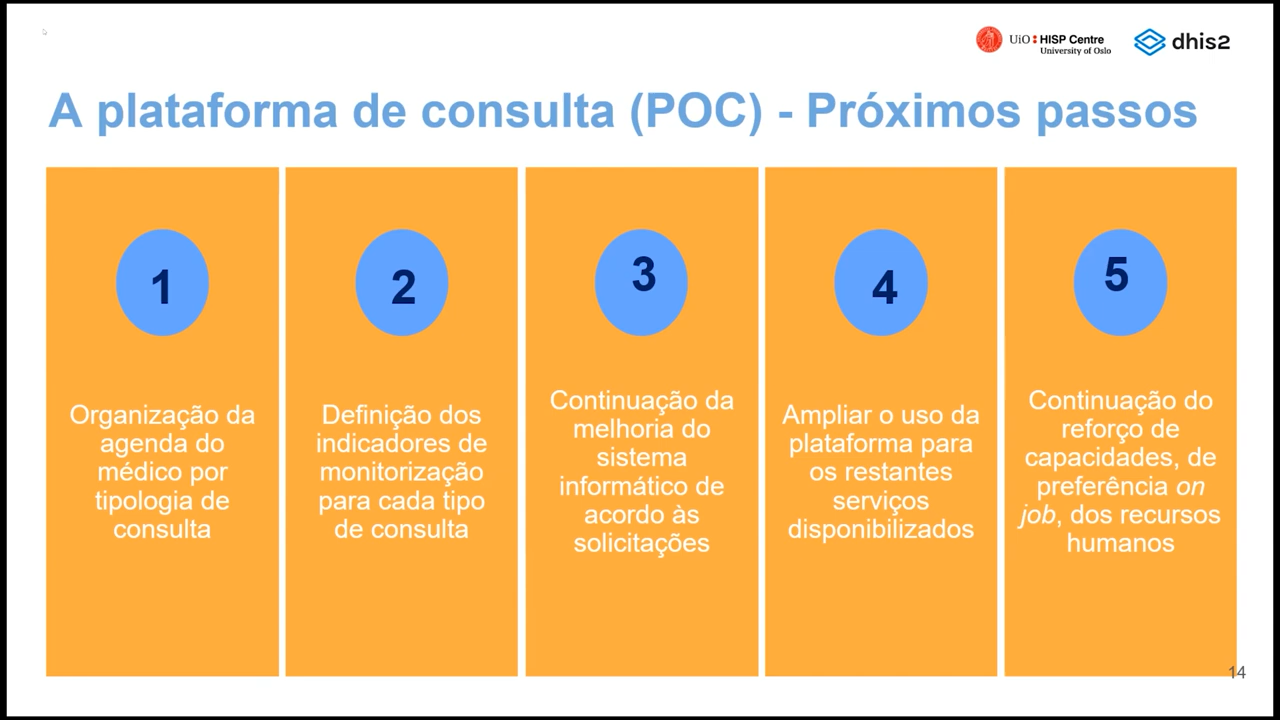 UiO : HISP Centre
University of Oslo
dhis2
A plataforma de consulta (POC) - Próximos passos
1
Organização da
agenda do
médico por
tipologia de
consulta
2
Definição dos
indicadores de
monitorização
para cada tipo
de consulta
3
Continuação da
melhoria do
sistema
informático de
acordo às
solicitações
4
Ampliar o uso da
plataforma para
os restantes
serviços
disponibilizados
5
Continuação do
reforço de
capacidades, de
preferência on
job, dos recursos
humanos
14